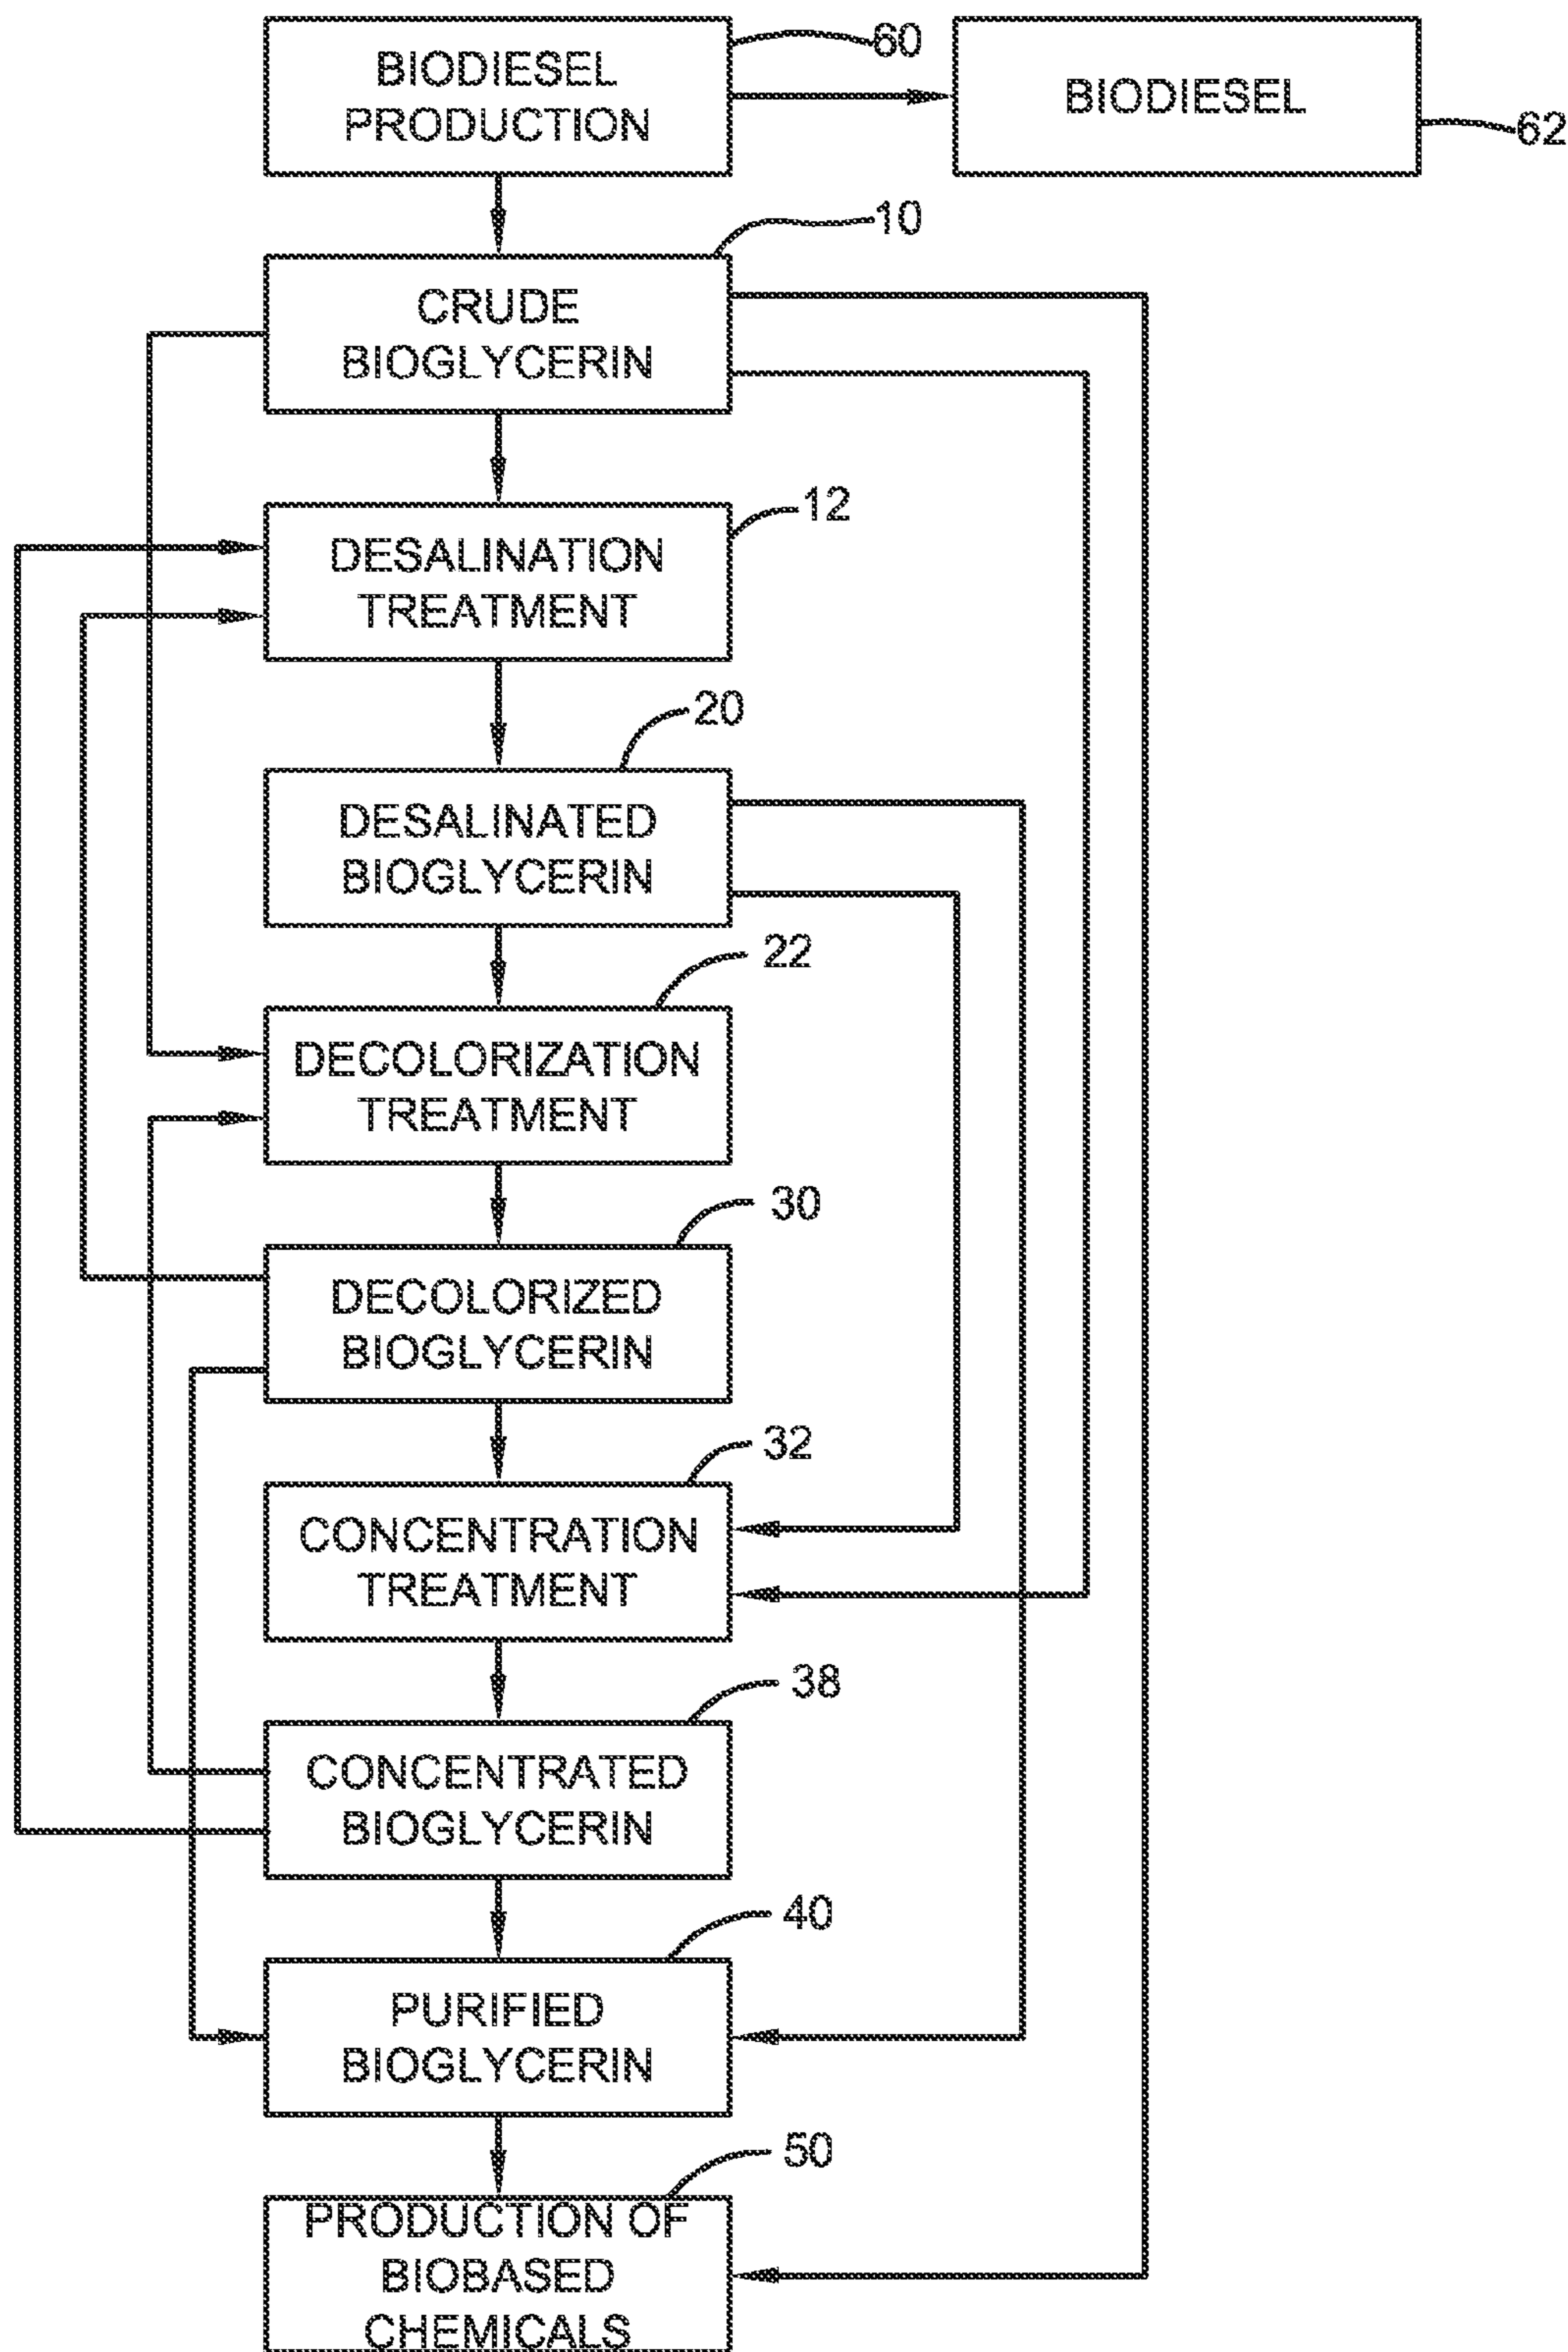 BIODIESEL
PRODUCTION
60
BIODIESEL
62
10
CRUDE
BIOGLYCERIN
12
DESALINATION
TREATMENT
20
DESALINATED
BIOGLYCERIN
22
DECOLORIZATION
TREATMENT
30
DECOLORIZED
BIOGLYCERIN
32
CONCENTRATION
TREATMENT
38
CONCENTRATED
BIOGLYCERIN
40
PURIFIED
BIOGLYCERIN
50
PRODUCTION OF
BIOBASED
CHEMICALS